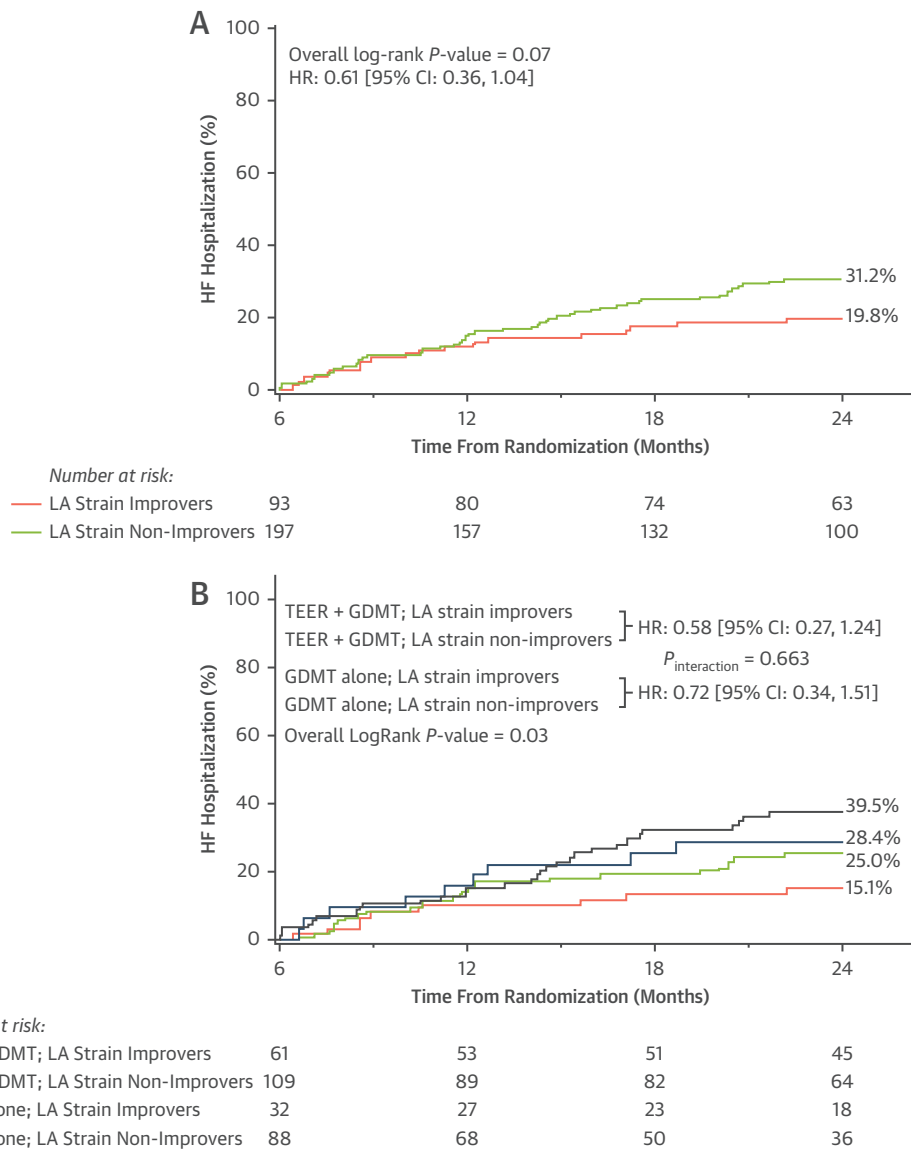 A
100
80
60
40
20
0
HF Hospitalization (%)
Overall log-rank P-value = 0.07
HR: 0.61 [95% CI: 0.36, 1.04]
31.2%
19.8%
6 12 18 24
Time From Randomization (Months)
Number at risk:
LA Strain Improvers 93 80 74 63
LA Strain Non-Improvers 197 157 132 100
B
100
80
60
40
20
0
HF Hospitalization (%)
TEER + GDMT; LA strain improvers
TEER + GDMT; LA strain non-improvers
HR: 0.58 [95% CI: 0.27, 1.24]
Pinteraction = 0.663
GDMT alone; LA strain improvers
GDMT alone; LA strain non-improvers
HR: 0.72 [95% CI: 0.34, 1.51]
Overall LogRank P-value = 0.03
39.5%
28.4%
25.0%
15.1%
6 12 18 24
Time From Randomization (Months)
t risk:
DMT; LA Strain Improvers 61 53 51 45
DMT; LA Strain Non-Improvers 109 89 82 64
one; LA Strain Improvers 32 27 23 18
one; LA Strain Non-Improvers 88 68 50 36